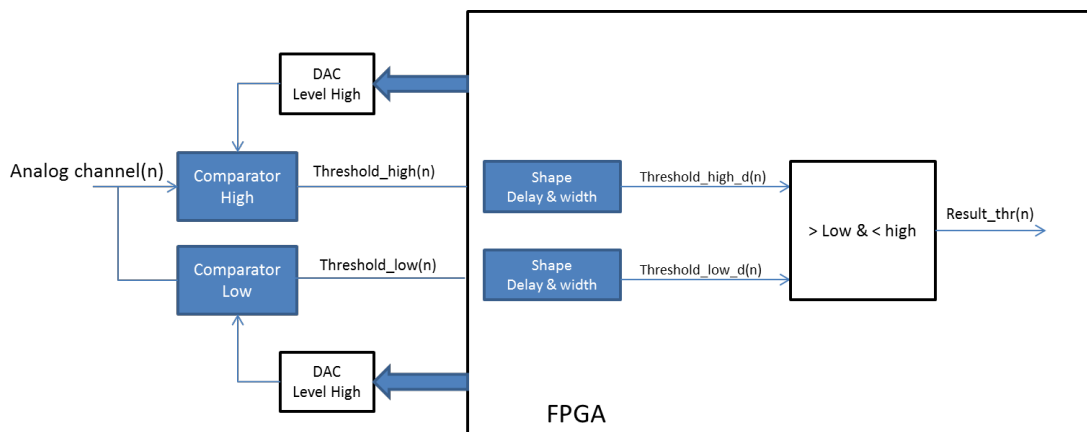 DAC
Level High
Analog channel(n)
Comparator
High
Threshold_high(n)
Shape
Delay & width
Threshold_high_d(n)
> Low & < high
Result_thr(n)
Comparator
Low
Threshold_low(n)
Shape
Delay & width
Threshold_low_d(n)
DAC
Level High
FPGA